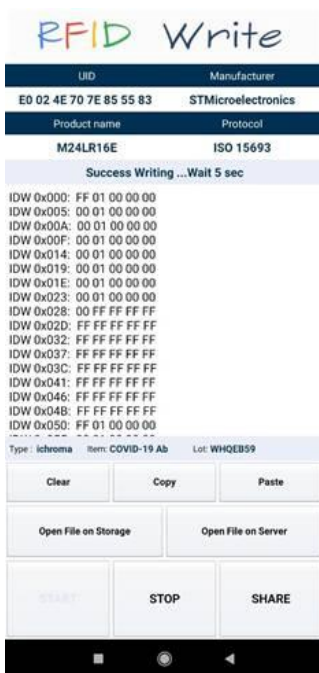 RFID Write
UID Manufacturer
E0 02 4E 70 7E 85 55 83 STMicroelectronics
Product name Protocol
M24LR16E ISO 15693
Success Writing ...Wait 5 sec
IDW 0x000: FF 01 00 00 00
IDW 0x005: 00 01 00 00 00
IDW 0x00A: 00 01 00 00 00
IDW 0x00F: 00 01 00 00 00
IDW 0x014: 00 01 00 00 00
IDW 0x019: 00 01 00 00 00
IDW 0x01E: 00 01 00 00 00
IDW 0x023: 00 01 00 00 00
IDW 0x028: 00 FF FF FF FF
IDW 0x02D: FF FF FF FF FF
IDW 0x032: FF FF FF FF FF
IDW 0x037: FF FF FF FF FF
IDW 0x03C: FF FF FF FF FF
IDW 0x041: FF FF FF FF FF
IDW 0x046: FF FF FF FF FF
IDW 0x04B: FF FF FF FF FF
IDW 0x050: FF 01 00 00 00
Type : ichroma Item: COVID-19 Ab Lot: WHQEB59
Clear Copy Paste
Open File on Storage Open File on Server
START STOP SHARE